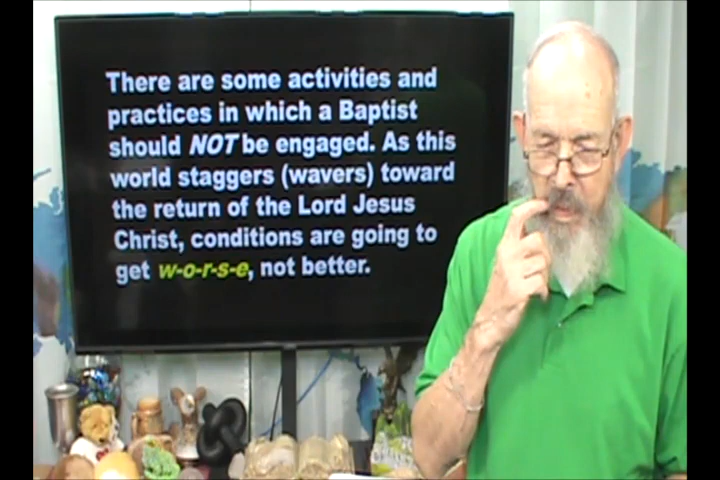 There are some activities and
practices in which a Baptist
should NOT be engaged. As this
world staggers (wavers) toward
the return of the Lord Jesus
Christ, conditions are going to
get w-o-r-s-e, not better.